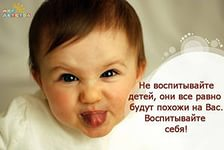 Не воспитывайте
детей, они все равно
будут похожи на Вас.
Воспитывайте
себя!